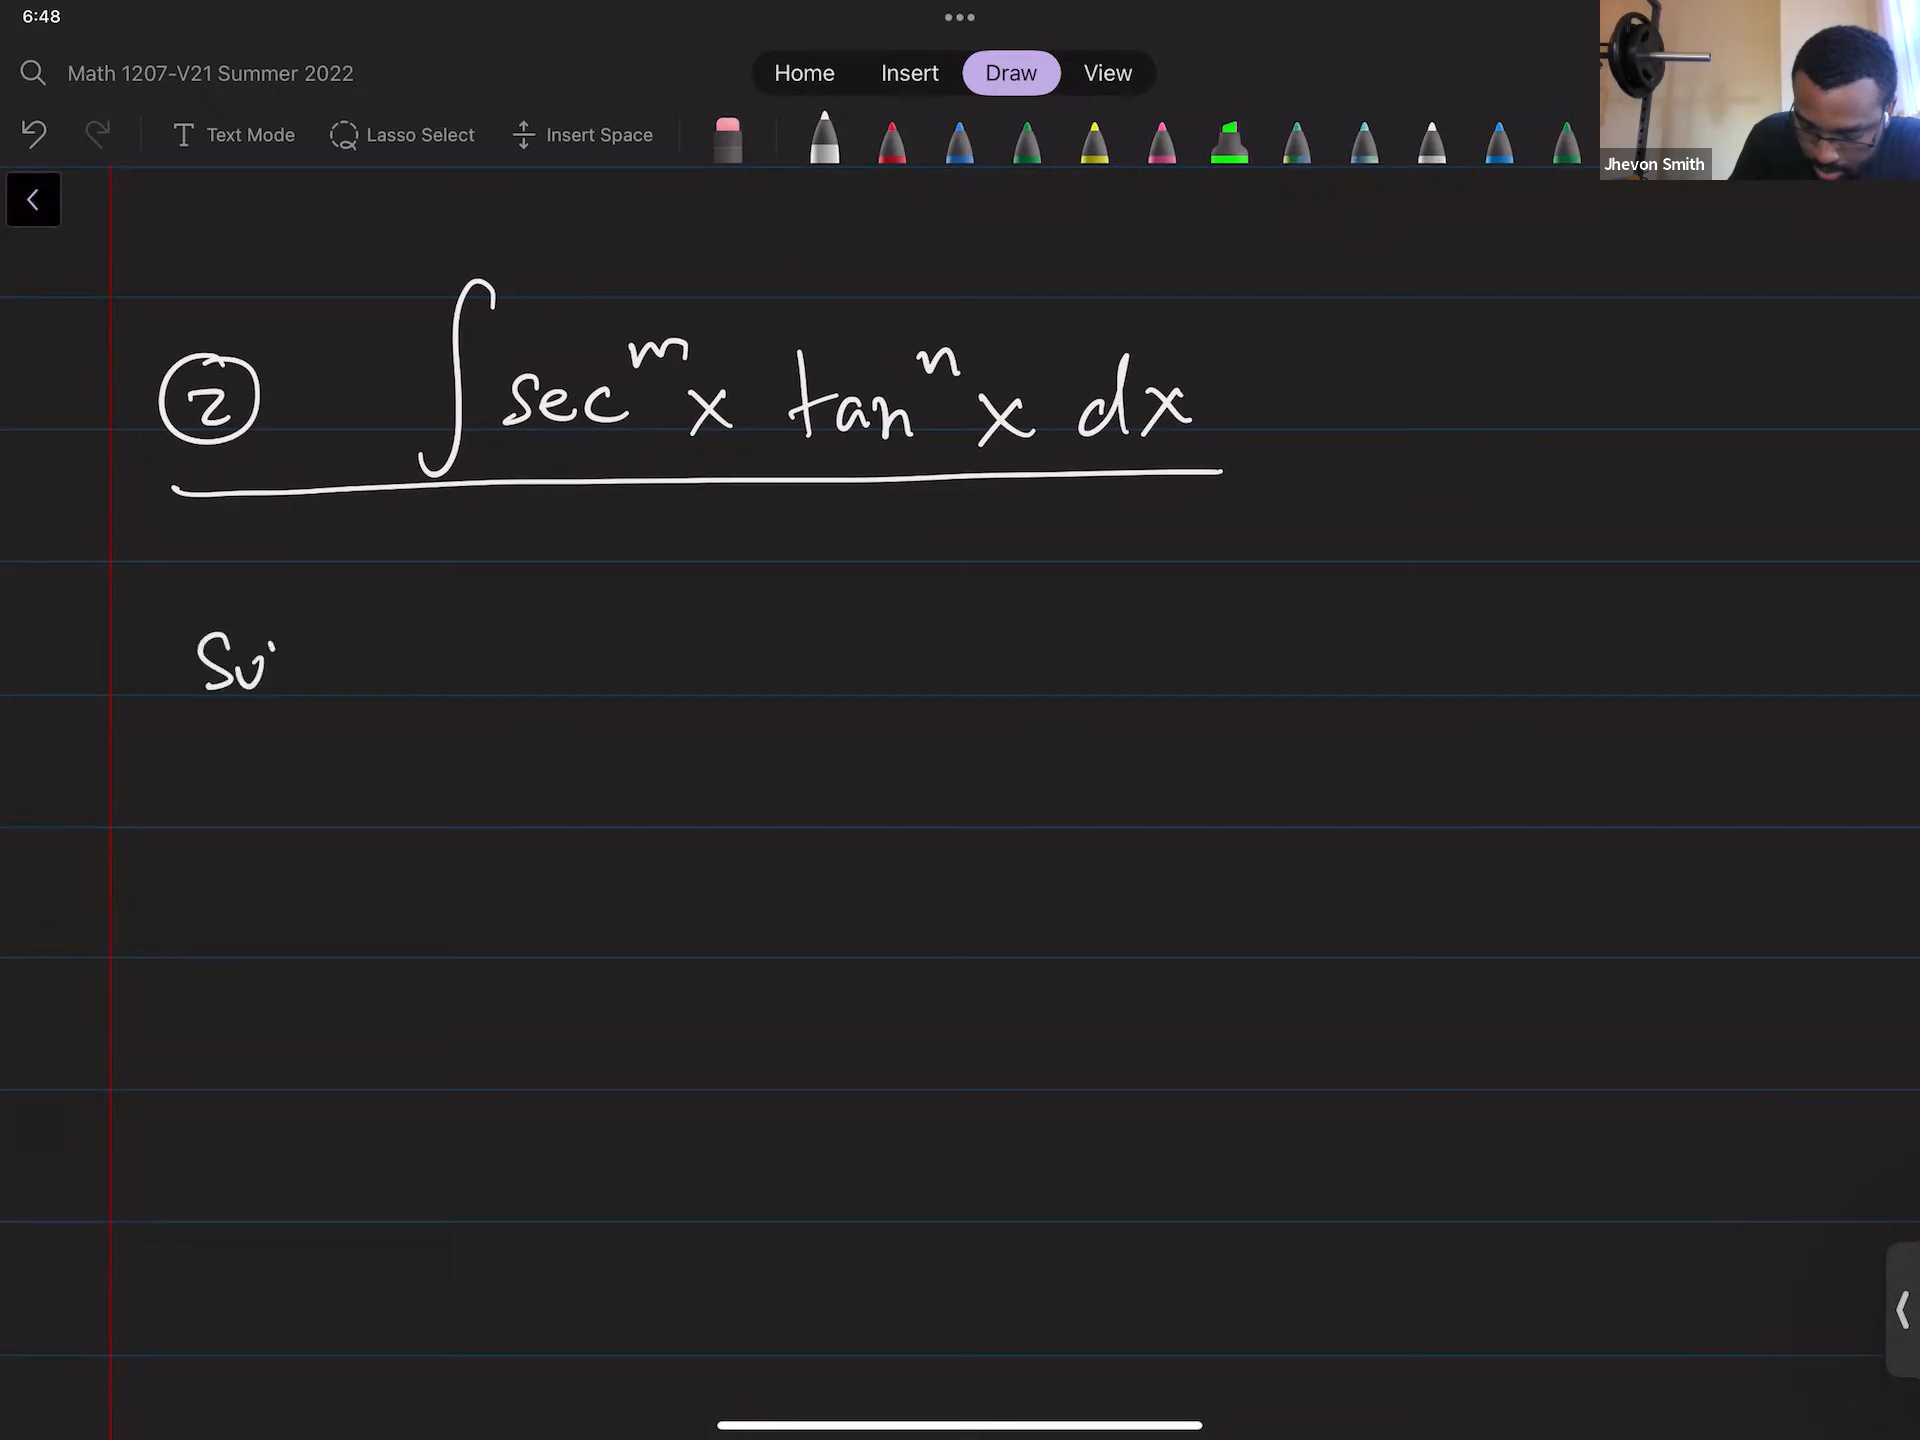 6:48
Math 1207-V21 Summer 2022
Home Insert Draw View
Text Mode Lasso Select Insert Space
Jhevon Smith
② ∫ sec^m x tan^n x dx